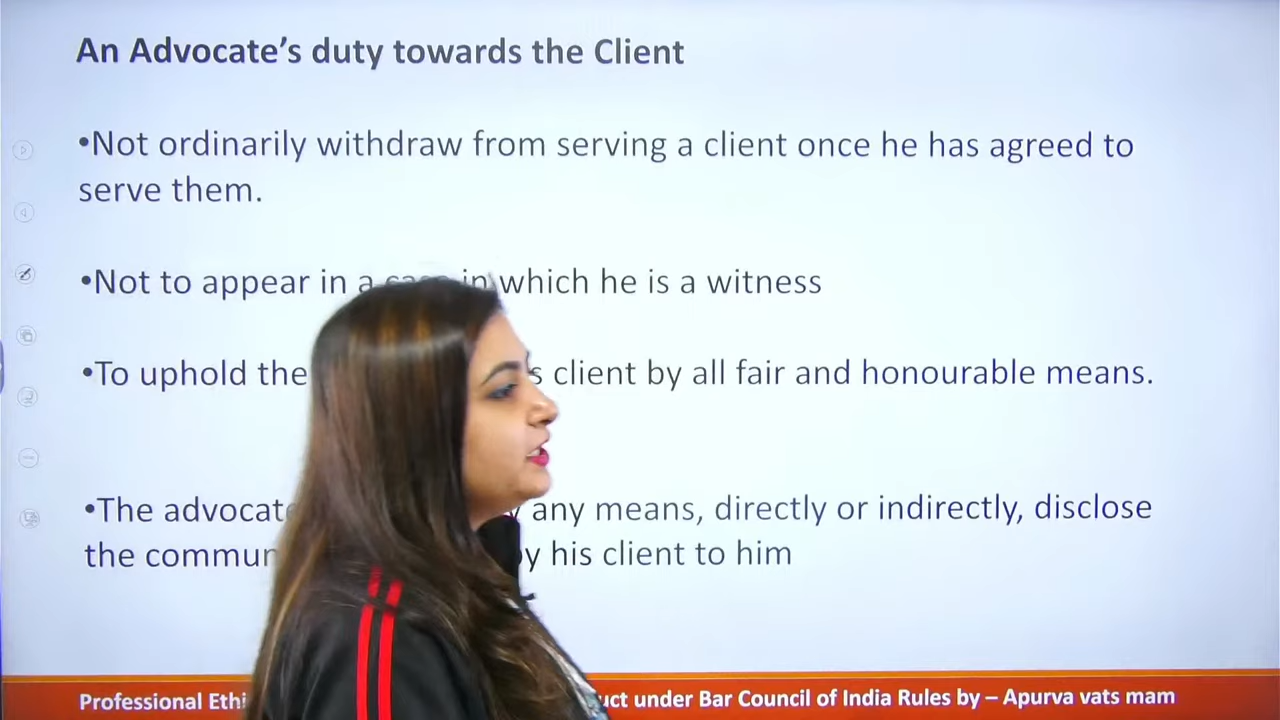 An Advocate's duty towards the Client
•Not ordinarily withdraw from serving a client once he has agreed to
serve them.
•Not to appear in a case in which he is a witness
•To uphold the client by all fair and honourable means.
•The advocate any means, directly or indirectly, disclose
the by his client to him
Professional under Bar Council of India Rules by – Apurva vats mam